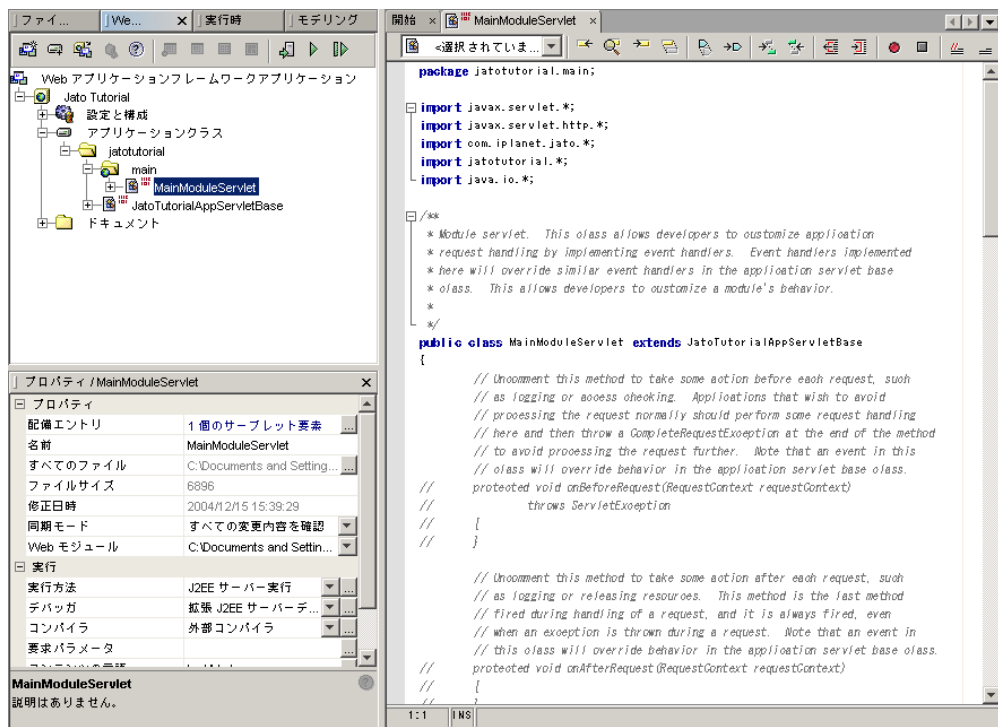 ファイ...
We...
実行時
モデリング
Web アプリケーションフレームワークアプリケーション
Jato Tutorial
設定と構成
アプリケーションクラス
jatotutorial
main
MainModuleServlet
JatoTutorialAppServletBase
ドキュメント
プロパティ / MainModuleServlet
プロパティ
配備エントリ 1 個のサーブレット要素 ...
名前 MainModuleServlet
すべてのファイル C:\Documents and Setting... ...
ファイルサイズ 6896
修正日時 2004/12/15 15:39:29
同期モード すべての変更内容を確認
Web モジュール C:\Documents and Settin...
実行
実行方法 J2EE サーバー実行 ...
デバッガ 拡張 J2EE サーバーデ... ...
コンパイラ 外部コンパイラ ...
要求パラメータ ...
MainModuleServlet
説明はありません。
開始
MainModuleServlet
<選択されていま...
package jatotutorial.main;
import javax.servlet.*;
import javax.servlet.http.*;
import com.iplanet.jato.*;
import jatotutorial.*;
import java.io.*;
/**
* Module servlet.  This class allows developers to customize application
* request handling by implementing event handlers.  Event handlers implemented
* here will override similar event handlers in the application servlet base
* class.  This allows developers to customize a module's behavior.
*
*/
public class MainModuleServlet extends JatoTutorialAppServletBase
{
// Uncomment this method to take some action before each request, such
// as logging or access checking.  Applications that wish to avoid
// processing the request normally should perform some request handling
// here and then throw a CompleteRequestException at the end of the method
// to avoid processing the request further.  Note that an event in this
// class will override behavior in the application servlet base class.
// protected void onBeforeRequest(RequestContext requestContext)
// throws ServletException
// {
// }
// Uncomment this method to take some action after each request, such
// as logging or releasing resources.  This method is the last method
// fired during handling of a request, and it is always fired, even
// when an exception is thrown during a request.  Note that an event in
// this class will override behavior in the application servlet base class.
// protected void onAfterRequest(RequestContext requestContext)
// {
// }
1:1 INS